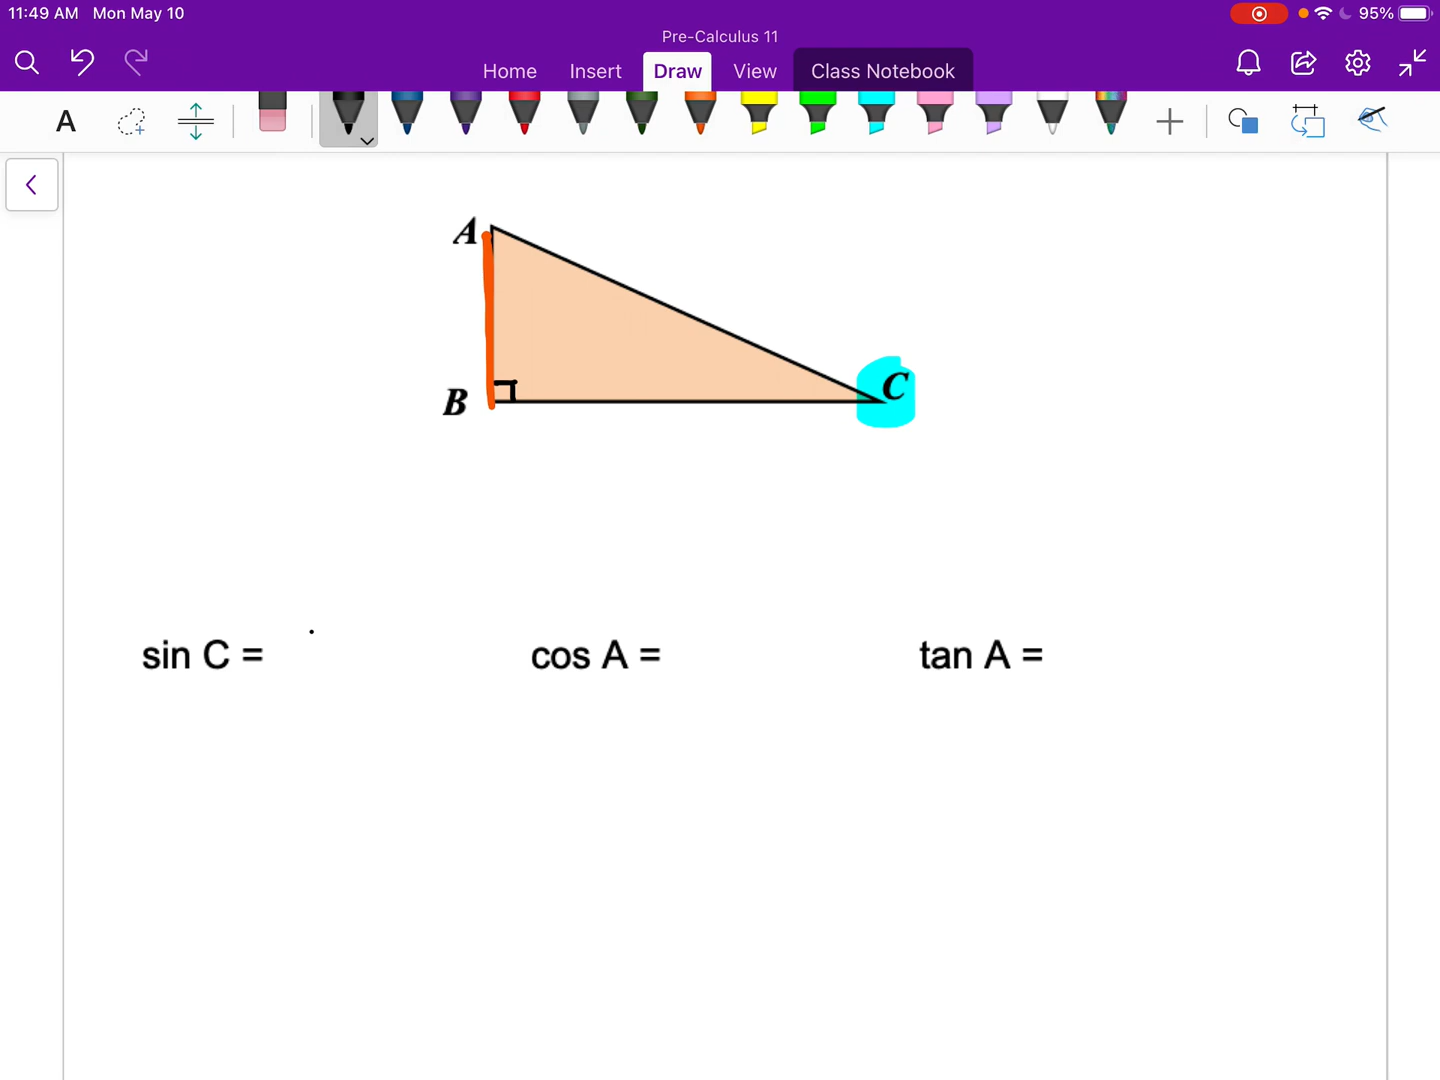 11:49 AM Mon May 10
95%
Pre-Calculus 11
Home Insert Draw View Class Notebook
A
A
B
C
sin C =
cos A =
tan A =